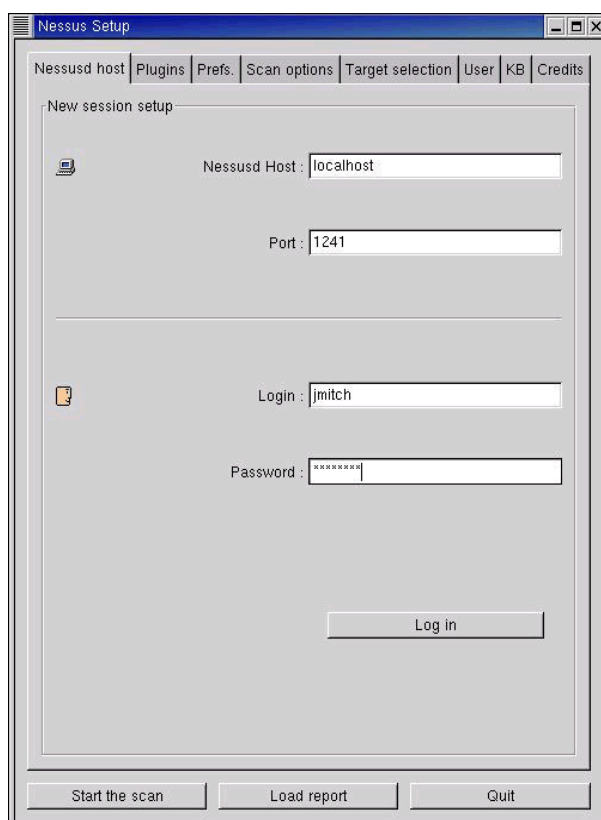 Nessus Setup
Nessusd host Plugins Prefs. Scan options Target selection User KB Credits
New session setup
Nessusd Host : localhost
Port : 1241
Login : jmitch
Password : ********
Log in
Start the scan Load report Quit